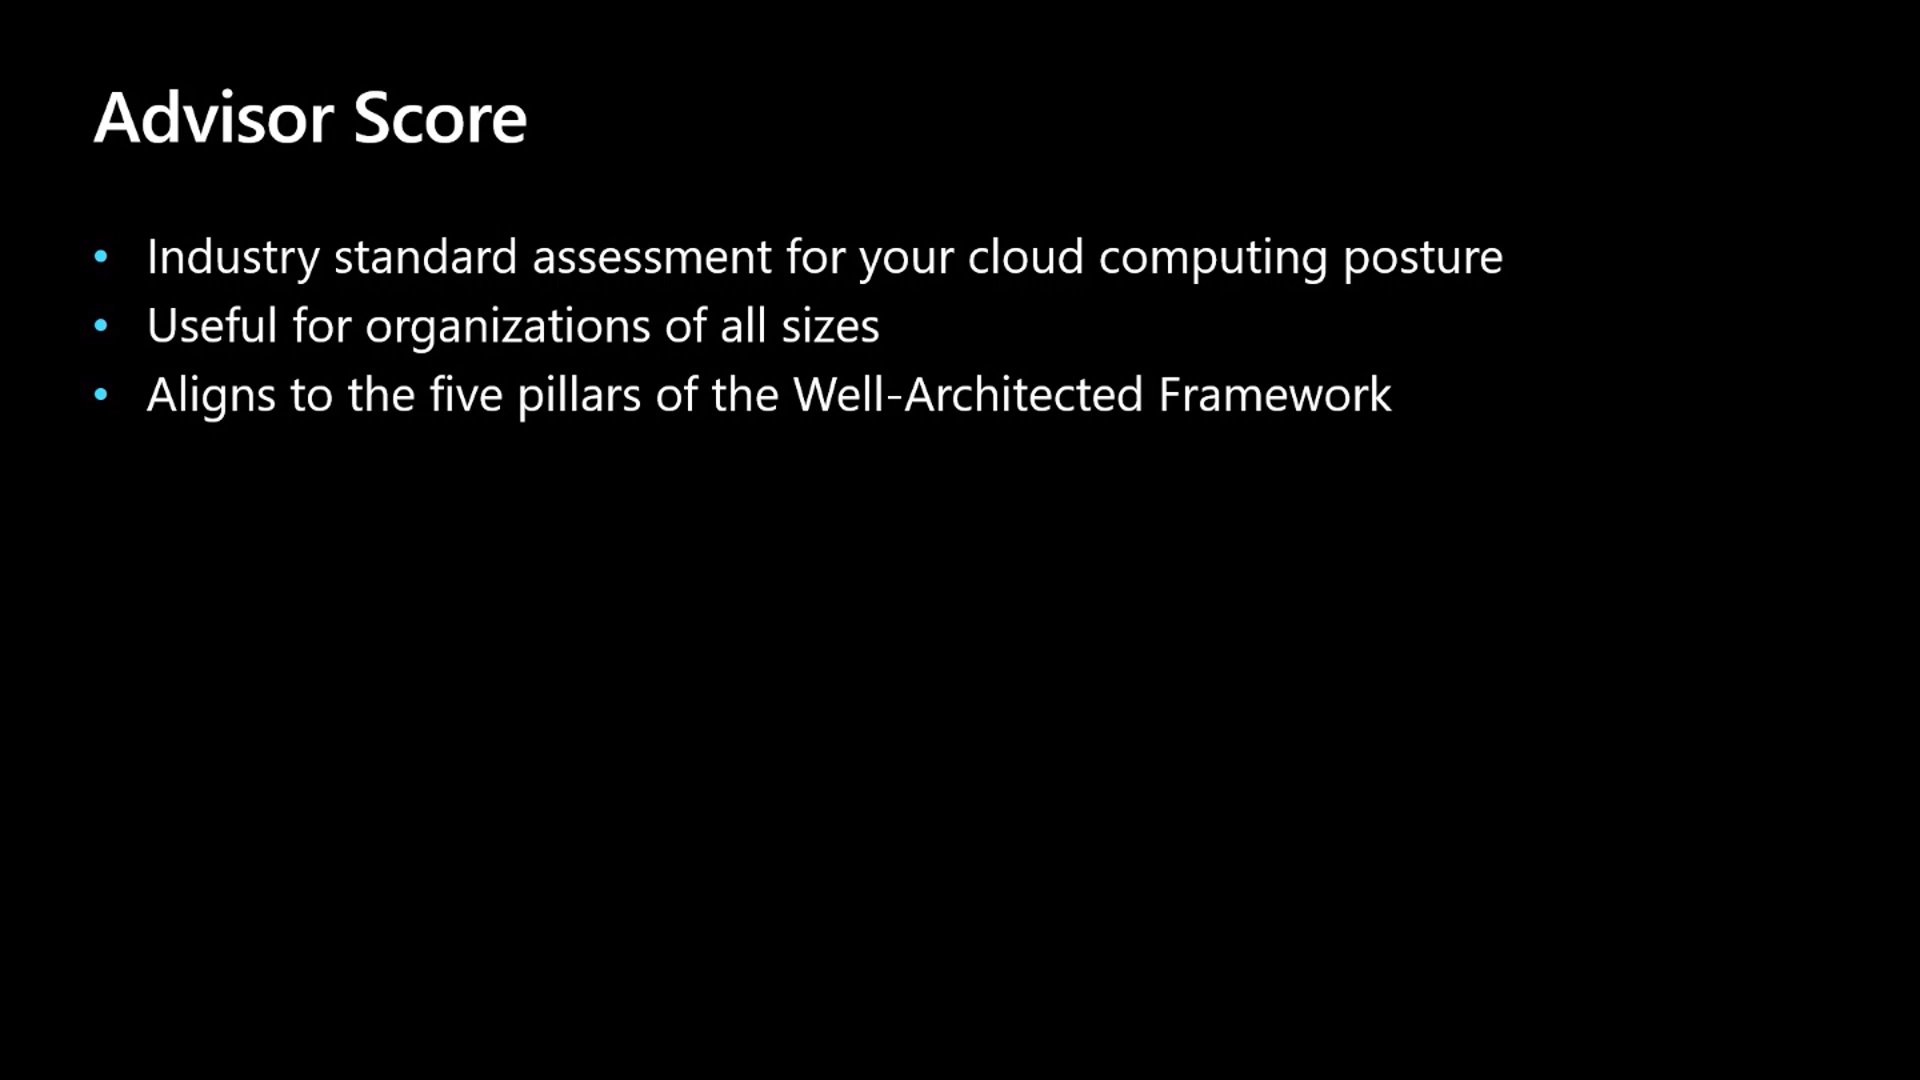 Advisor Score
• Industry standard assessment for your cloud computing posture
• Useful for organizations of all sizes
• Aligns to the five pillars of the Well-Architected Framework